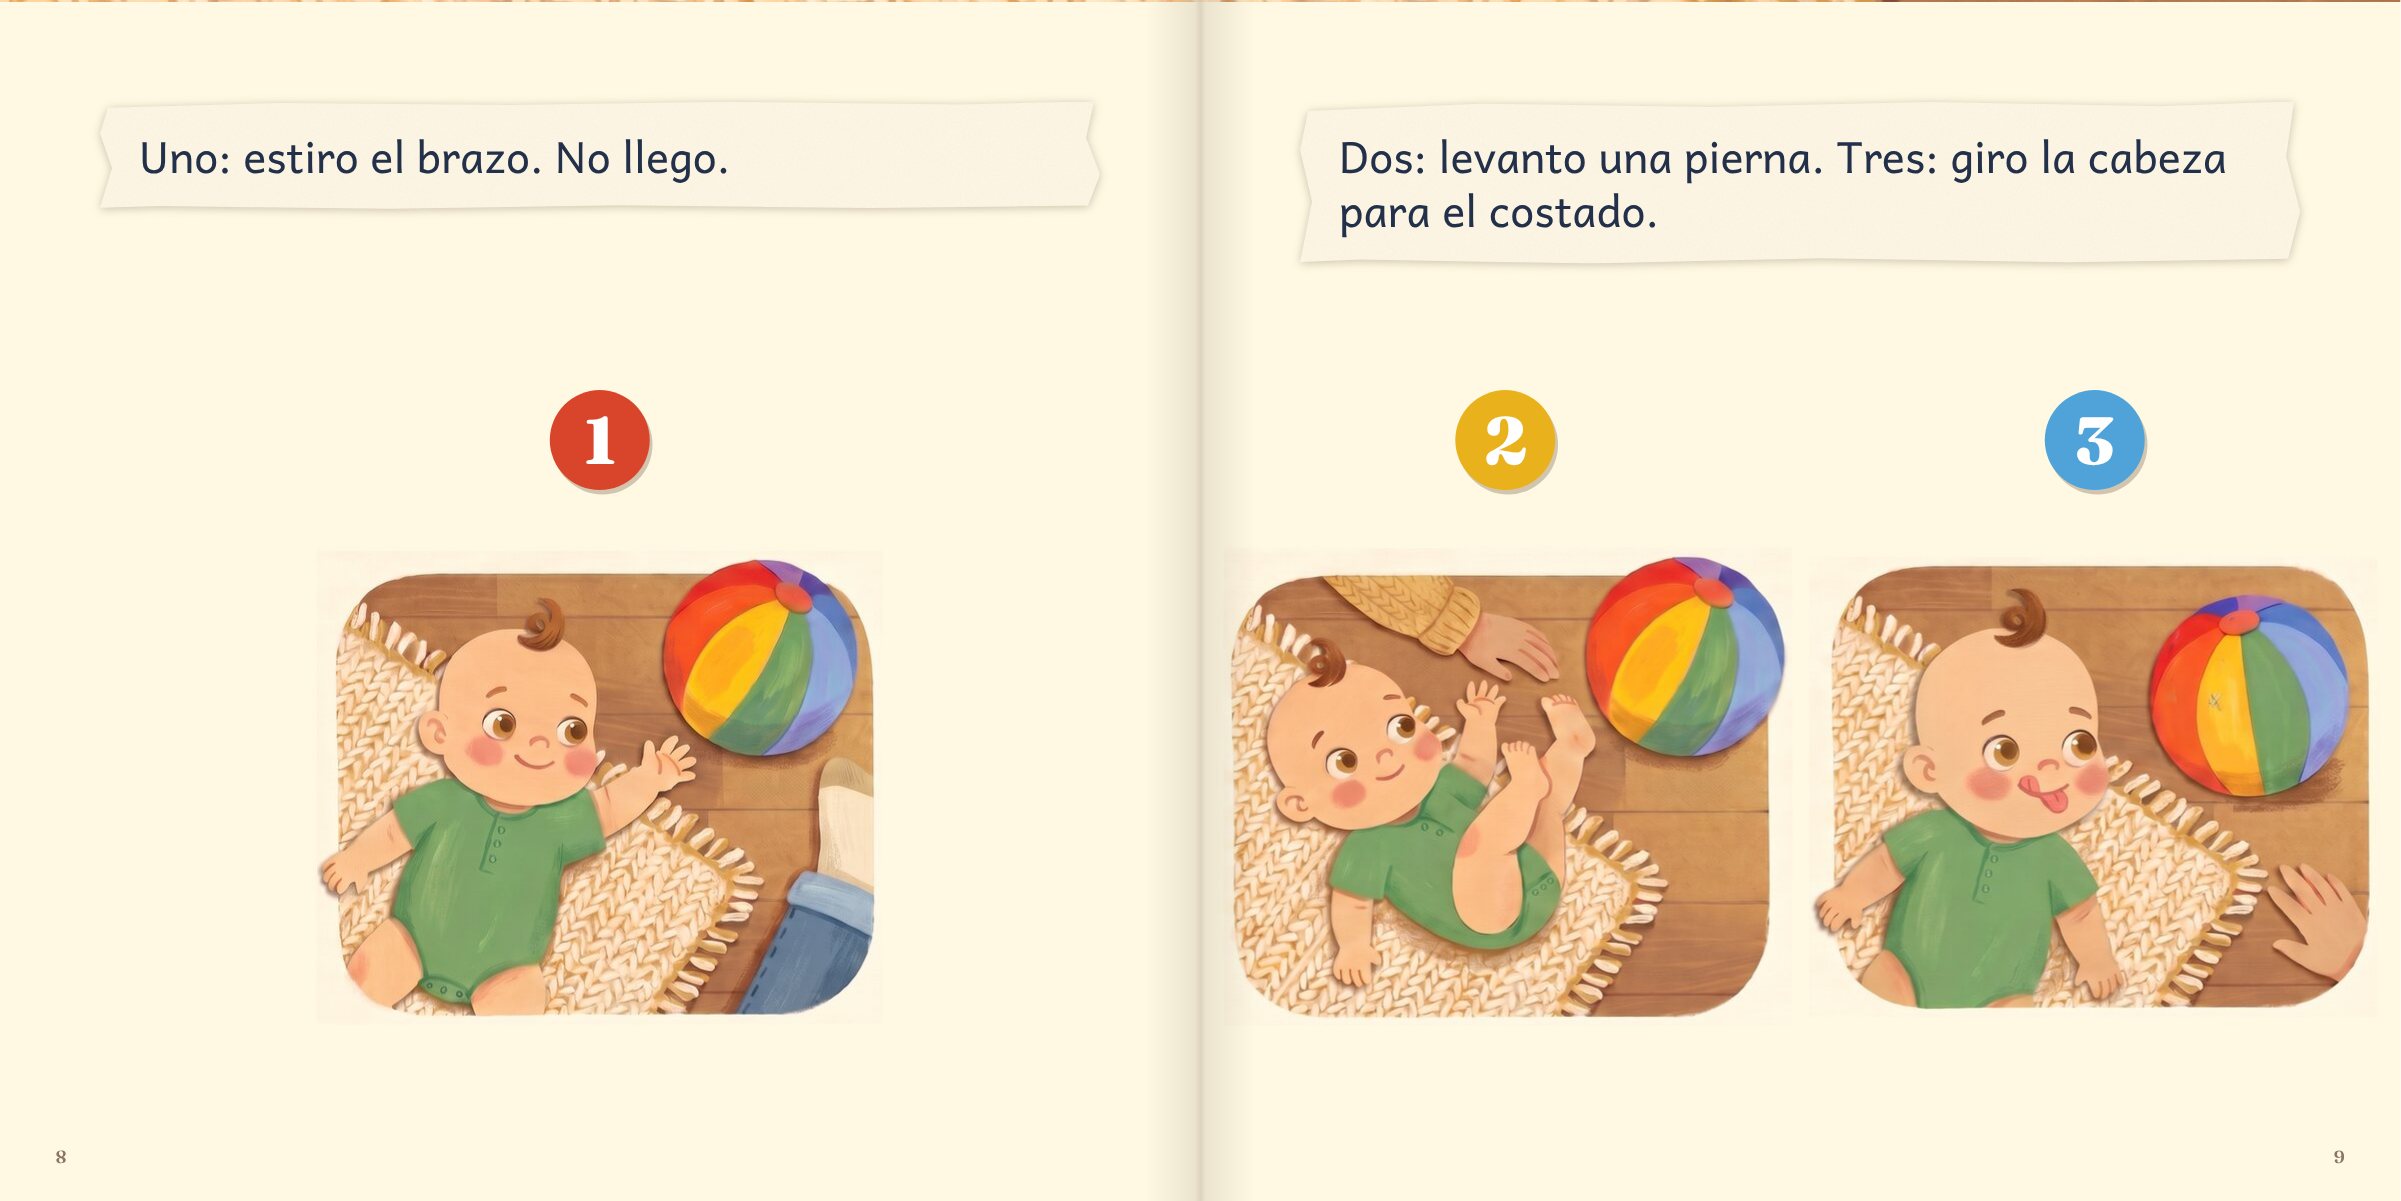 Uno: estiro el brazo. No llego.
1
8
Dos: levanto una pierna. Tres: giro la cabeza
para el costado.
2
3
9